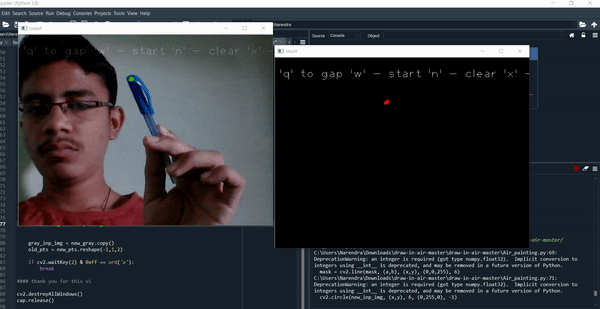 pyder (Python 3.8)
Edit Search Source Run Debug Consoles Projects Tools View Help
output
'q' to gap 'w' - start 'n' - clear 'x'
gray_inp_img = new_gray.copy()
old_pts = new_pts.reshape(-1,1,2)
if cv2.waitKey(2) & 0xff == ord('x'):
break
#### thank you for this vi
cv2.destroyAllWindows()
cap.release()
Narendra
Source Console Object
result
'q' to gap 'w' - start 'n' - clear 'x' -
air-master/
C:\Users\Narendra\Downloads\draw-in-air-master\draw-in-air-master\Air_painting.py:69:
DeprecationWarning: an integer is required (got type numpy.float32). Implicit conversion to
integers using __int__ is deprecated, and may be removed in a future version of Python.
mask = cv2.line(mask, (a,b), (x,y), (0,0,255), 6)
C:\Users\Narendra\Downloads\draw-in-air-master\draw-in-air-master\Air_painting.py:71:
DeprecationWarning: an integer is required (got type numpy.float32). Implicit conversion to
integers using __int__ is deprecated, and may be removed in a future version of Python.
cv2.circle(new_inp_img, (x,y), 6, (0,255,0), -1)